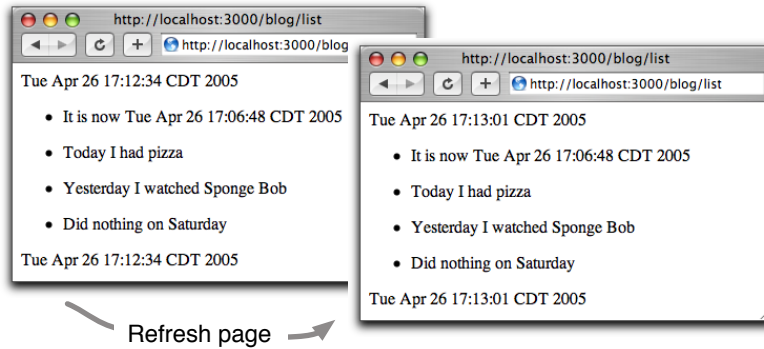 http://localhost:3000/blog/list
http://localhost:3000/blog
Tue Apr 26 17:12:34 CDT 2005
• It is now Tue Apr 26 17:06:48 CDT 2005
• Today I had pizza
• Yesterday I watched Sponge Bob
• Did nothing on Saturday
Tue Apr 26 17:12:34 CDT 2005
http://localhost:3000/blog/list
http://localhost:3000/blog/list
Tue Apr 26 17:13:01 CDT 2005
• It is now Tue Apr 26 17:06:48 CDT 2005
• Today I had pizza
• Yesterday I watched Sponge Bob
• Did nothing on Saturday
Tue Apr 26 17:13:01 CDT 2005
Refresh page